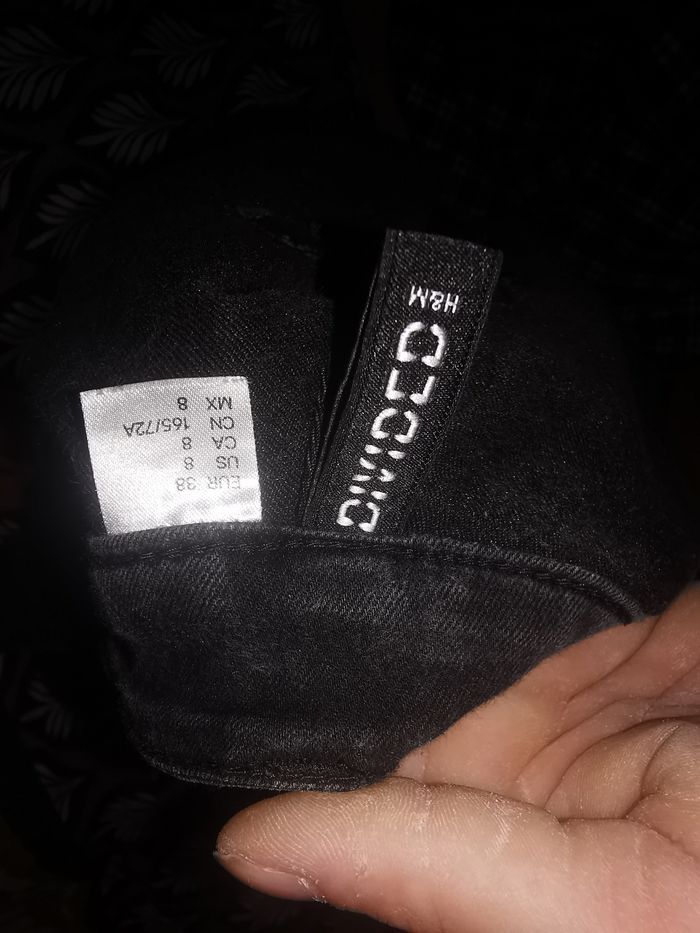 EUR 38
US 8
CA 8
CN 165/72A
MX 8
DIVIDED
H&M